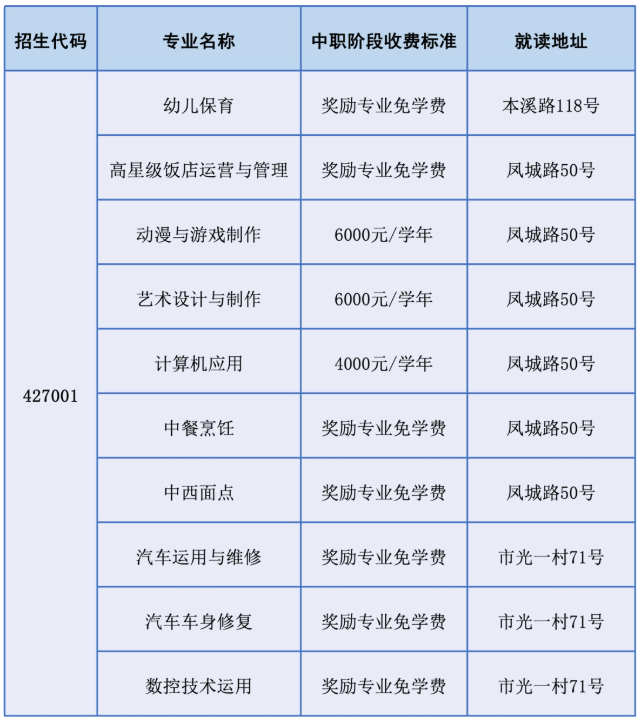 招生代码 专业名称 中职阶段收费标准 就读地址
幼儿保育 奖励专业免学费 本溪路118号
高星级饭店运营与管理 奖励专业免学费 凤城路50号
动漫与游戏制作 6000元/学年 凤城路50号
艺术设计与制作 6000元/学年 凤城路50号
计算机应用 4000元/学年 凤城路50号
427001
中餐烹饪 奖励专业免学费 凤城路50号
中西面点 奖励专业免学费 凤城路50号
汽车运用与维修 奖励专业免学费 市光一村71号
汽车车身修复 奖励专业免学费 市光一村71号
数控技术运用 奖励专业免学费 市光一村71号